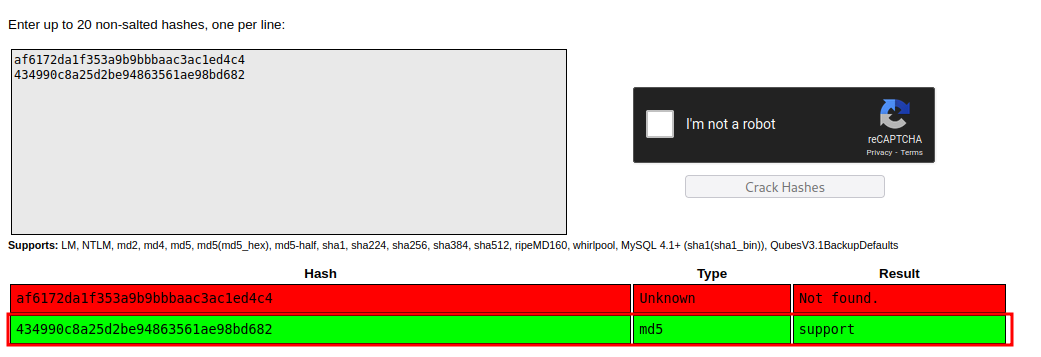 Enter up to 20 non-salted hashes, one per line:
af6172da1f353a9b9bbbaac3ac1ed4c4
434990c8a25d2be94863561ae98bd682
I'm not a robot
reCAPTCHA
Privacy - Terms
Crack Hashes
Supports: LM, NTLM, md2, md4, md5, md5(md5_hex), md5-half, sha1, sha224, sha256, sha384, sha512, ripeMD160, whirlpool, MySQL 4.1+ (sha1(sha1_bin)), QubesV3.1BackupDefaults
Hash Type Result
af6172da1f353a9b9bbbaac3ac1ed4c4 Unknown Not found.
434990c8a25d2be94863561ae98bd682 md5 support